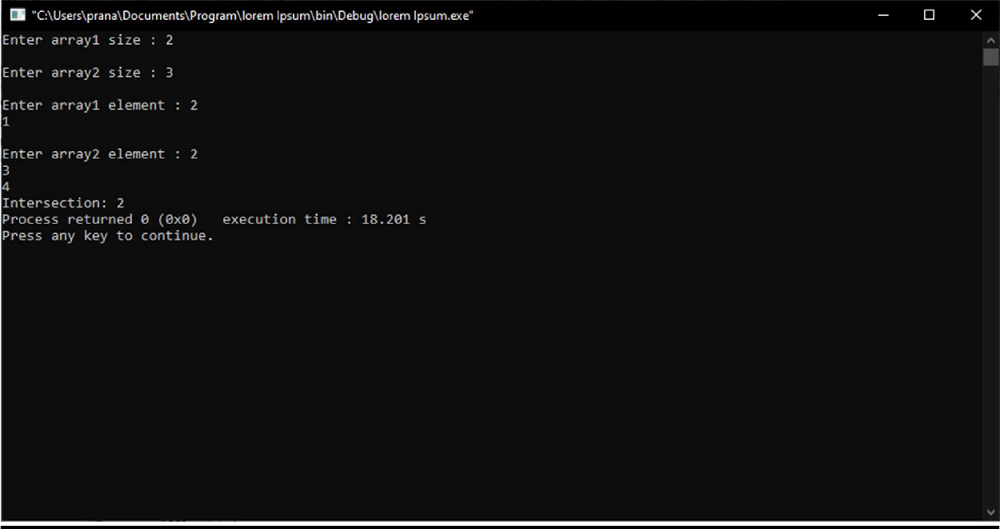 "C:\Users\prana\Documents\Program\lorem Ipsum\bin\Debug\lorem Ipsum.exe"
Enter array1 size : 2
Enter array2 size : 3
Enter array1 element : 2
1
Enter array2 element : 2
3
4
Intersection: 2
Process returned 0 (0x0)   execution time : 18.201 s
Press any key to continue.